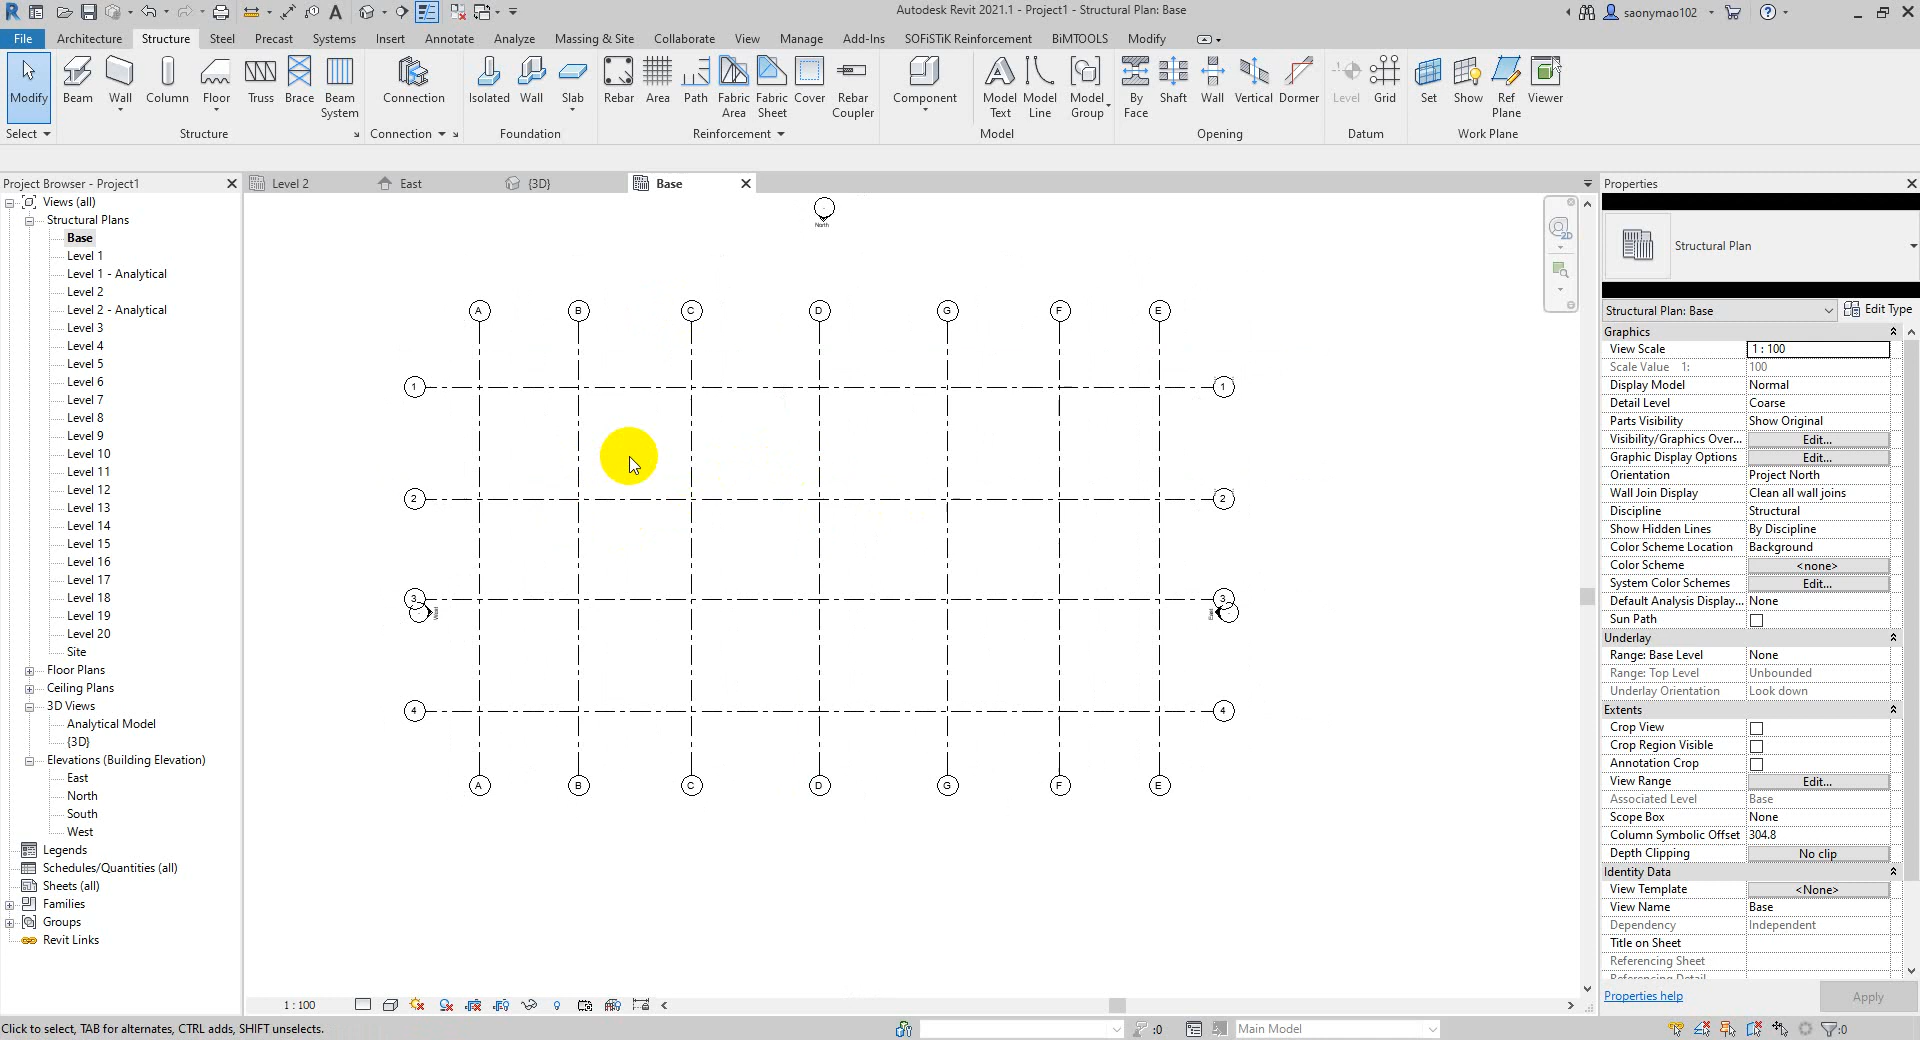 Autodesk Revit 2021.1 - Project1 - Structural Plan: Base
saonymao102
File Architecture Structure Steel Precast Systems Insert Annotate Analyze Massing & Site Collaborate View Manage Add-Ins SOFiSTiK Reinforcement BiMTOOLS Modify
Modify Beam Wall Column Floor Truss Brace Beam System Connection Isolated Wall Slab Rebar Area Path Fabric Area Fabric Sheet Cover Rebar Coupler Component Model Text Model Line Model Group By Face Shaft Wall Vertical Dormer Level Grid Set Show Ref Plane Viewer
Select Structure Connection Foundation Reinforcement Model Opening Datum Work Plane
Project Browser - Project1
Views (all)
Structural Plans
Base
Level 1
Level 1 - Analytical
Level 2
Level 2 - Analytical
Level 3
Level 4
Level 5
Level 6
Level 7
Level 8
Level 9
Level 10
Level 11
Level 12
Level 13
Level 14
Level 15
Level 16
Level 17
Level 18
Level 19
Level 20
Site
Floor Plans
Ceiling Plans
3D Views
Analytical Model
{3D}
Elevations (Building Elevation)
East
North
South
West
Legends
Schedules/Quantities (all)
Sheets (all)
Families
Groups
Revit Links
Level 2 East {3D} Base
North
A B C D G F E
1 1
2 2
3 3
West East
4 4
A B C D G F E
2D
1 : 100
Properties
Structural Plan
Structural Plan: Base Edit Type
Graphics
View Scale 1 : 100
Scale Value 1: 100
Display Model Normal
Detail Level Coarse
Parts Visibility Show Original
Visibility/Graphics Over... Edit...
Graphic Display Options Edit...
Orientation Project North
Wall Join Display Clean all wall joins
Discipline Structural
Show Hidden Lines By Discipline
Color Scheme Location Background
Color Scheme <none>
System Color Schemes Edit...
Default Analysis Display... None
Sun Path
Underlay
Range: Base Level None
Range: Top Level Unbounded
Underlay Orientation Look down
Extents
Crop View
Crop Region Visible
Annotation Crop
View Range Edit...
Associated Level Base
Scope Box None
Column Symbolic Offset 304.8
Depth Clipping No clip
Identity Data
View Template <None>
View Name Base
Dependency Independent
Title on Sheet
Referencing Sheet
Referencing Detail
Properties help Apply
Click to select, TAB for alternates, CTRL adds, SHIFT unselects. :0 Main Model :0